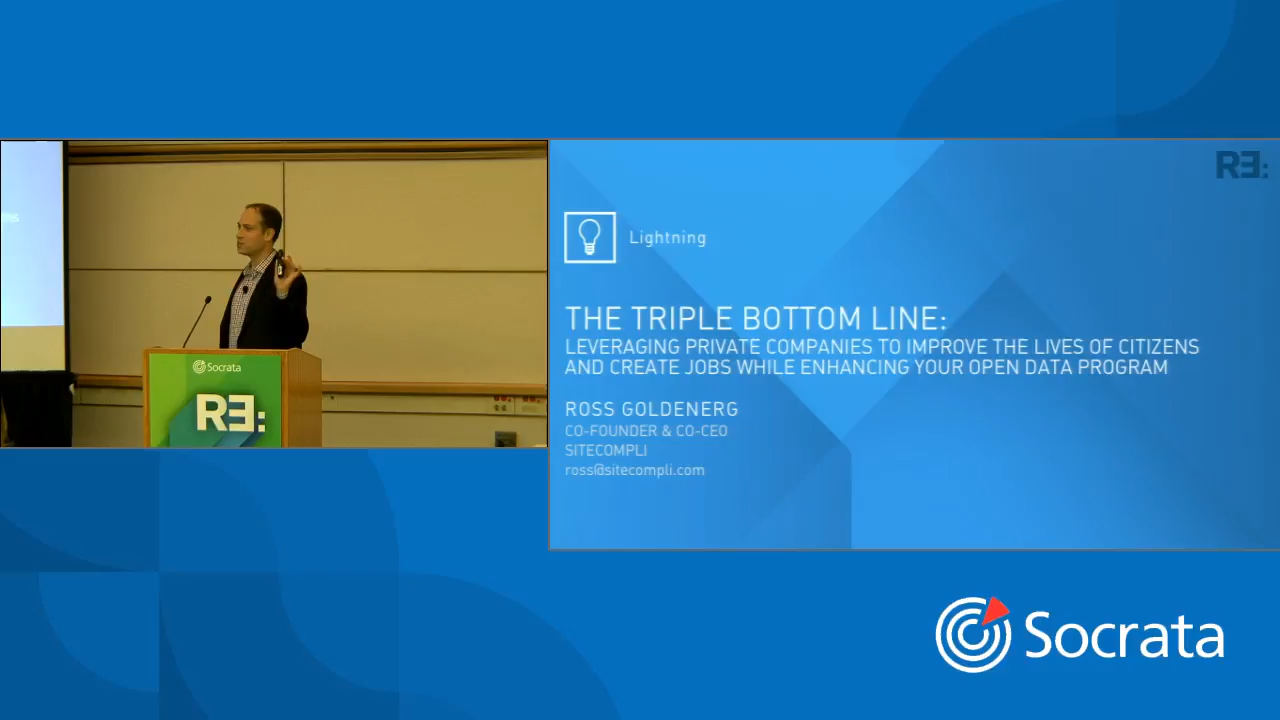 Socrata
RE:
RE:
Lightning
THE TRIPLE BOTTOM LINE:
LEVERAGING PRIVATE COMPANIES TO IMPROVE THE LIVES OF CITIZENS
AND CREATE JOBS WHILE ENHANCING YOUR OPEN DATA PROGRAM
ROSS GOLDENERG
CO-FOUNDER & CO-CEO
SITECOMPLI
ross@sitecompli.com
Socrata